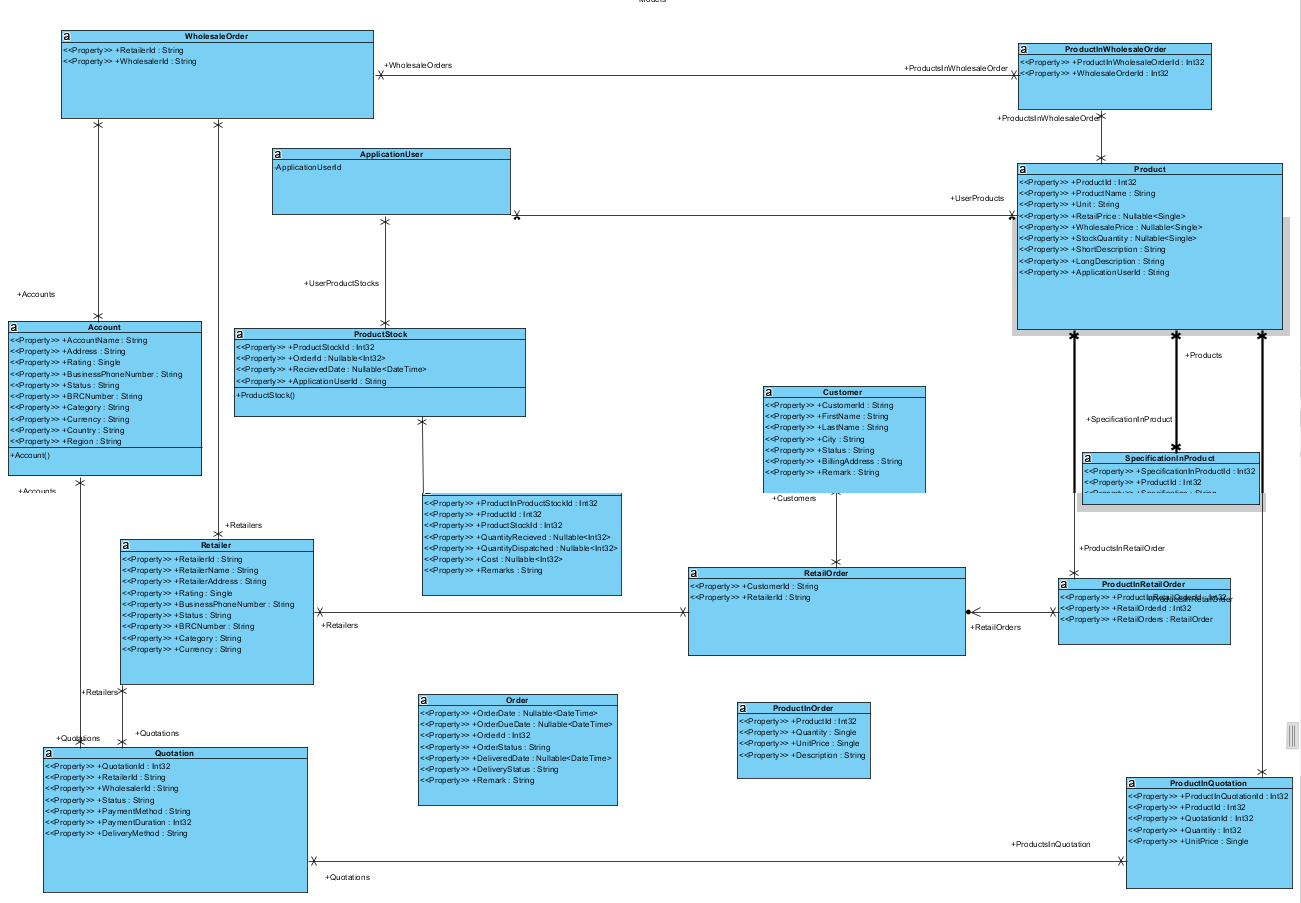 Models
WholesaleOrder
<<Property>> +RetailerId : String
<<Property>> +WholesalerId : String
+WholesaleOrders
+ProductsInWholesaleOrder
ProductInWholesaleOrder
<<Property>> +ProductInWholesaleOrderId : Int32
<<Property>> +WholesaleOrderId : Int32
+ProductsInWholesaleOrder
ApplicationUser
-ApplicationUserId
+UserProducts
Product
<<Property>> +ProductId : Int32
<<Property>> +ProductName : String
<<Property>> +Unit : String
<<Property>> +RetailPrice : Nullable<Single>
<<Property>> +WholesalePrice : Nullable<Single>
<<Property>> +StockQuantity : Nullable<Single>
<<Property>> +ShortDescription : String
<<Property>> +LongDescription : String
<<Property>> +ApplicationUserId : String
+UserProductStocks
+Accounts
Account
<<Property>> +AccountName : String
<<Property>> +Address : String
<<Property>> +Rating : Single
<<Property>> +BusinessPhoneNumber : String
<<Property>> +Status : String
<<Property>> +BRCNumber : String
<<Property>> +Category : String
<<Property>> +Currency : String
<<Property>> +Country : String
<<Property>> +Region : String
+Account()
+Accounts
ProductStock
<<Property>> +ProductStockId : Int32
<<Property>> +OrderId : Nullable<Int32>
<<Property>> +RecievedDate : Nullable<DateTime>
<<Property>> +ApplicationUserId : String
+ProductStock()
Customer
<<Property>> +CustomerId : String
<<Property>> +FirstName : String
<<Property>> +LastName : String
<<Property>> +City : String
<<Property>> +Status : String
<<Property>> +BillingAddress : String
<<Property>> +Remark : String
+Customers
+Products
+SpecificationInProduct
SpecificationInProduct
<<Property>> +SpecificationInProductId : Int32
<<Property>> +ProductId : Int32
<<Property>> +Specification : String
<<Property>> +ProductInProductStockId : Int32
<<Property>> +ProductId : Int32
<<Property>> +ProductStockId : Int32
<<Property>> +QuantityRecieved : Nullable<Int32>
<<Property>> +QuantityDispatched : Nullable<Int32>
<<Property>> +Cost : Nullable<Int32>
<<Property>> +Remarks : String
+Retailers
Retailer
<<Property>> +RetailerId : String
<<Property>> +RetailerName : String
<<Property>> +RetailerAddress : String
<<Property>> +Rating : Single
<<Property>> +BusinessPhoneNumber : String
<<Property>> +Status : String
<<Property>> +BRCNumber : String
<<Property>> +Category : String
<<Property>> +Currency : String
+Retailers
RetailOrder
<<Property>> +CustomerId : String
<<Property>> +RetailerId : String
+RetailOrders
+ProductsInRetailOrder
ProductInRetailOrder
<<Property>> +ProductInRetailOrderId : Int32
+ProductsInRetailOrder
<<Property>> +RetailOrderId : Int32
<<Property>> +RetailOrders : RetailOrder
+Retailers
+Quotations
+Quotations
Order
<<Property>> +OrderDate : Nullable<DateTime>
<<Property>> +OrderDueDate : Nullable<DateTime>
<<Property>> +OrderId : Int32
<<Property>> +OrderStatus : String
<<Property>> +DeliveredDate : Nullable<DateTime>
<<Property>> +DeliveryStatus : String
<<Property>> +Remark : String
ProductInOrder
<<Property>> +ProductId : Int32
<<Property>> +Quantity : Single
<<Property>> +UnitPrice : Single
<<Property>> +Description : String
Quotation
<<Property>> +QuotationId : Int32
<<Property>> +RetailerId : String
<<Property>> +WholesalerId : String
<<Property>> +Status : String
<<Property>> +PaymentMethod : String
<<Property>> +PaymentDuration : Int32
<<Property>> +DeliveryMethod : String
+Quotations
+ProductsInQuotation
ProductInQuotation
<<Property>> +ProductInQuotationId : Int32
<<Property>> +ProductId : Int32
<<Property>> +QuotationId : Int32
<<Property>> +Quantity : Int32
<<Property>> +UnitPrice : Single